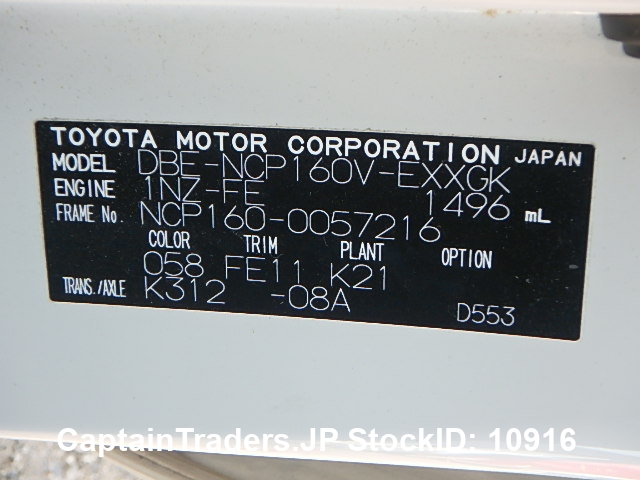 TOYOTA MOTOR CORPORATION JAPAN
MODEL DBE-NCP160V-EXXGK
ENGINE 1NZ-FE 1496 mL
FRAME No. NCP160-0057216
COLOR TRIM PLANT OPTION
058 FE11 K21
TRANS./AXLE K312 -08A
D553
CaptainTraders.JP StockID: 10916